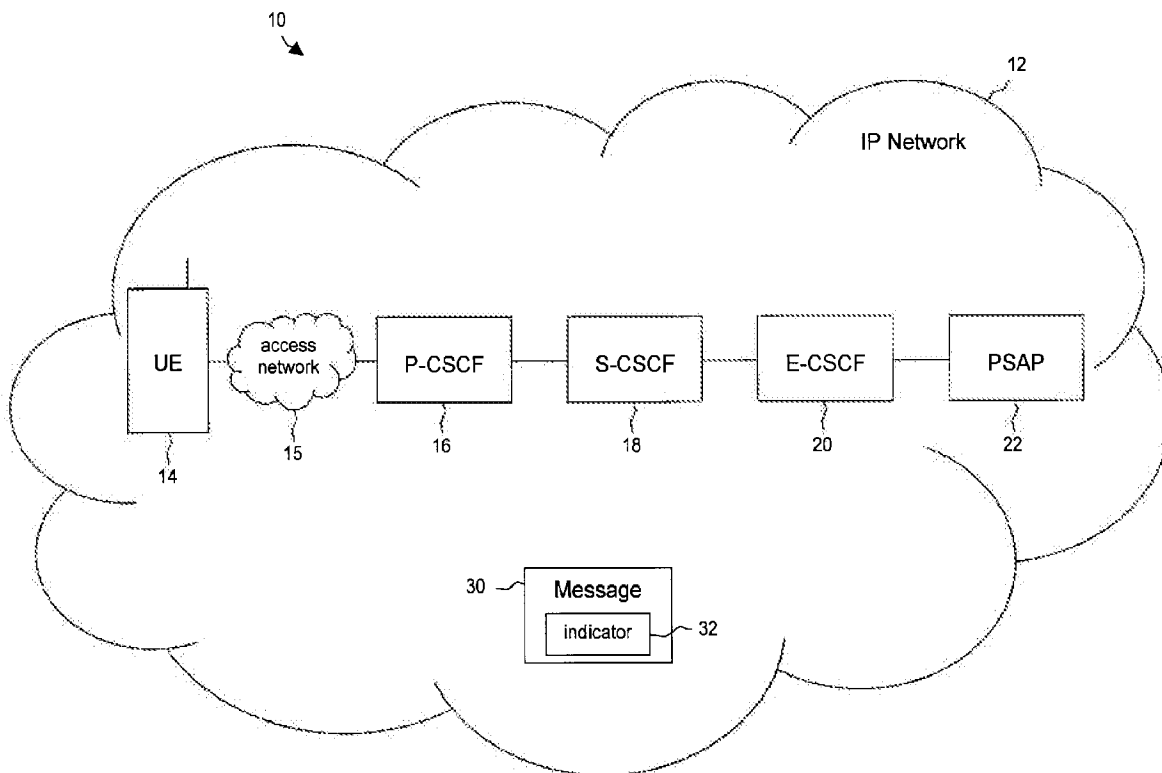 10
12
IP Network
UE
access
network
P-CSCF
S-CSCF
E-CSCF
PSAP
14
15
16
18
20
22
30
Message
indicator
32